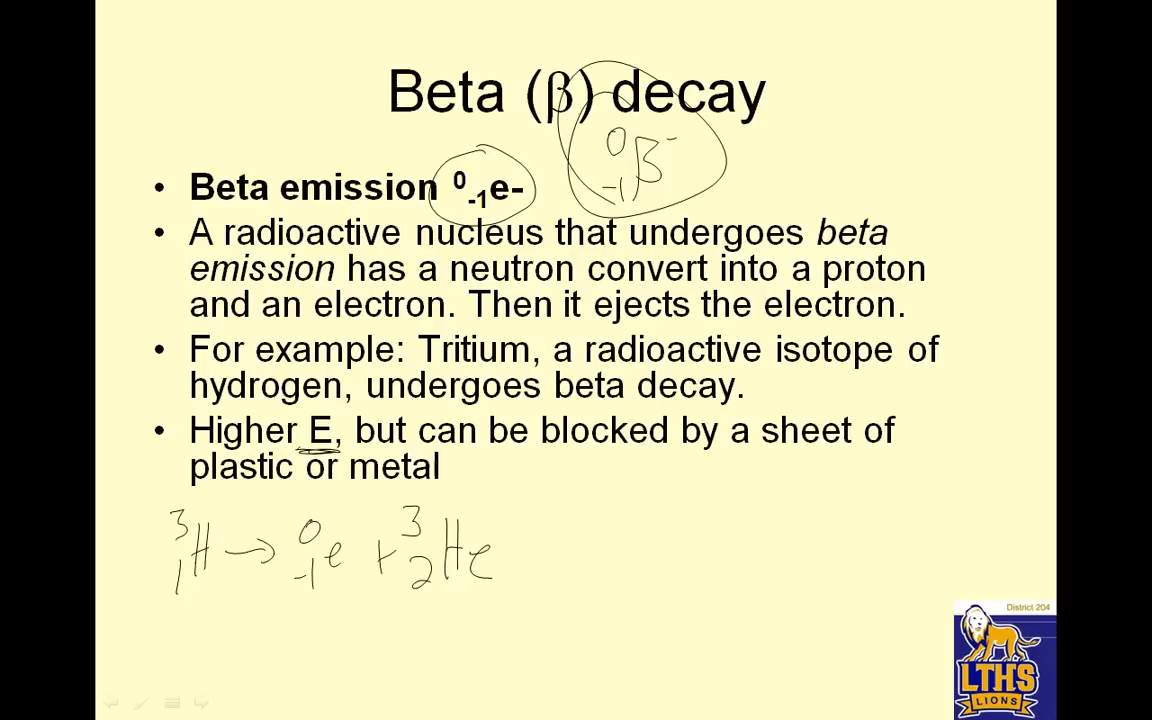 Beta (β) decay
⁰₋₁β⁻
• Beta emission ⁰₋₁e-
• A radioactive nucleus that undergoes beta
emission has a neutron convert into a proton
and an electron. Then it ejects the electron.
• For example: Tritium, a radioactive isotope of
hydrogen, undergoes beta decay.
• Higher E, but can be blocked by a sheet of
plastic or metal
³₁H → ⁰₋₁e + ³₂He
District 204
LTHS
LIONS